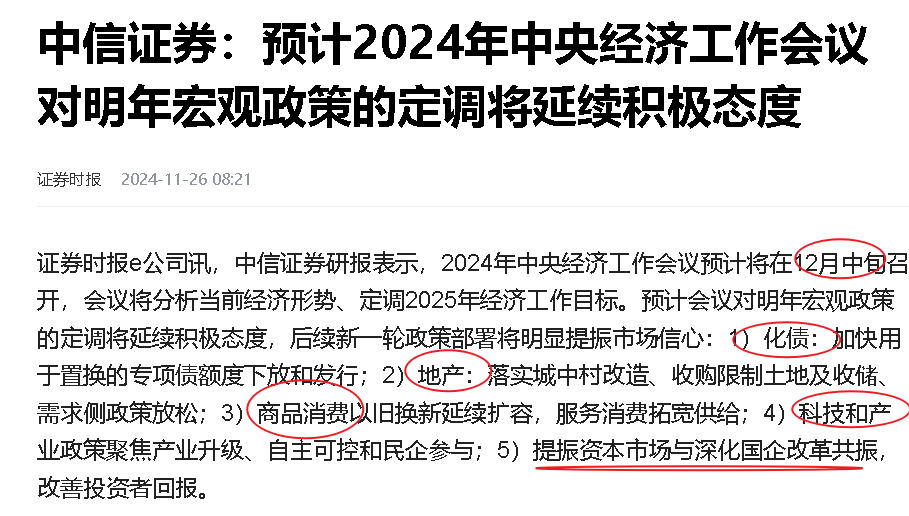 中信证券：预计2024年中央经济工作会议
对明年宏观政策的定调将延续积极态度
证券时报 2024-11-26 08:21
证券时报e公司讯，中信证券研报表示，2024年中央经济工作会议预计将在12月中旬召
开，会议将分析当前经济形势、定调2025年经济工作目标。预计会议对明年宏观政策
的定调将延续积极态度，后续新一轮政策部署将明显提振市场信心：1）化债：加快用
于置换的专项债额度下放和发行；2）地产：落实城中村改造、收购限制土地及收储、
需求侧政策放松；3）商品消费以旧换新延续扩容，服务消费拓宽供给；4）科技和产
业政策聚焦产业升级、自主可控和民企参与；5）提振资本市场与深化国企改革共振，
改善投资者回报。